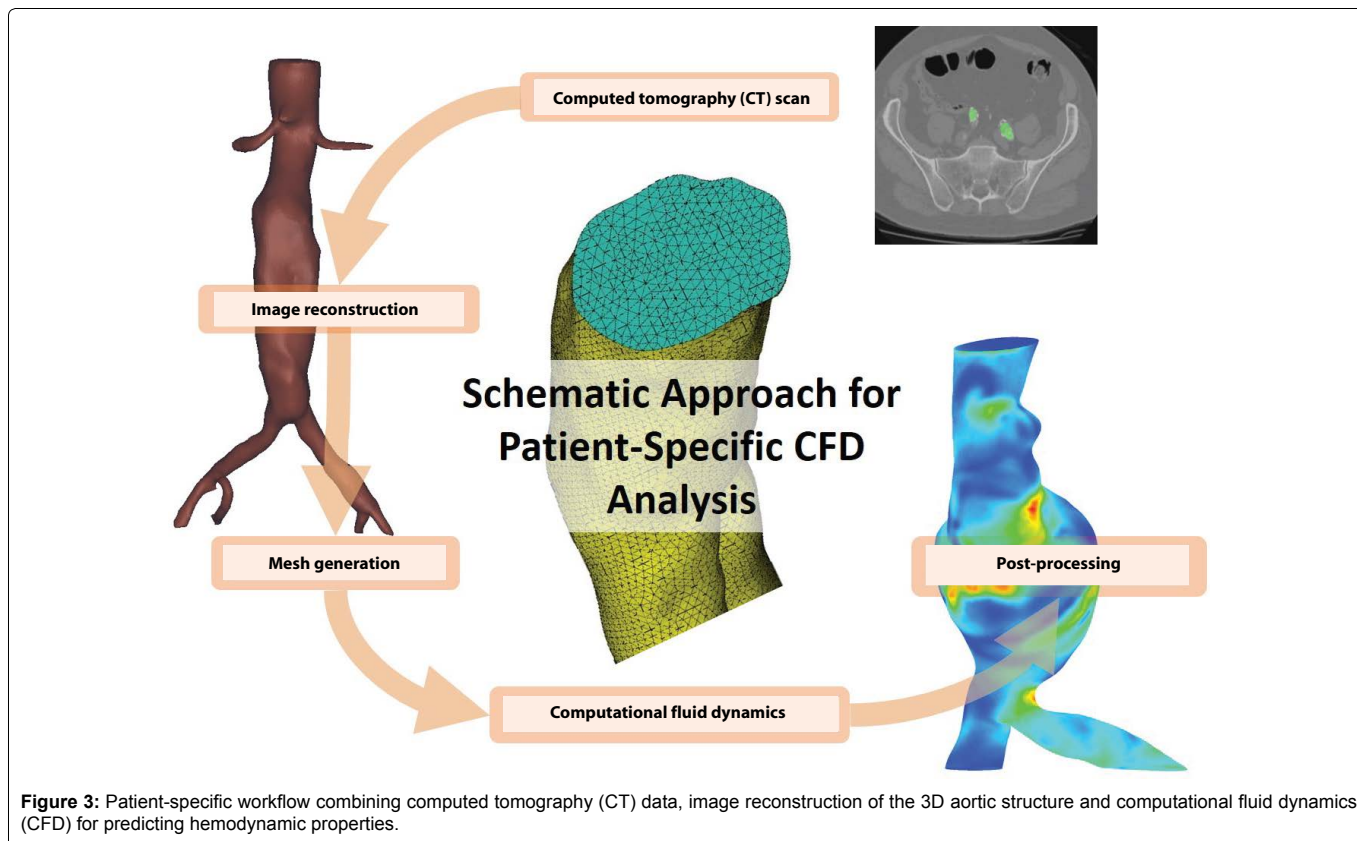 Computed tomography (CT) scan
Image reconstruction
Schematic Approach for
Patient-Specific CFD
Analysis
Mesh generation
Post-processing
Computational fluid dynamics
Figure 3: Patient-specific workflow combining computed tomography (CT) data, image reconstruction of the 3D aortic structure and computational fluid dynamics
(CFD) for predicting hemodynamic properties.